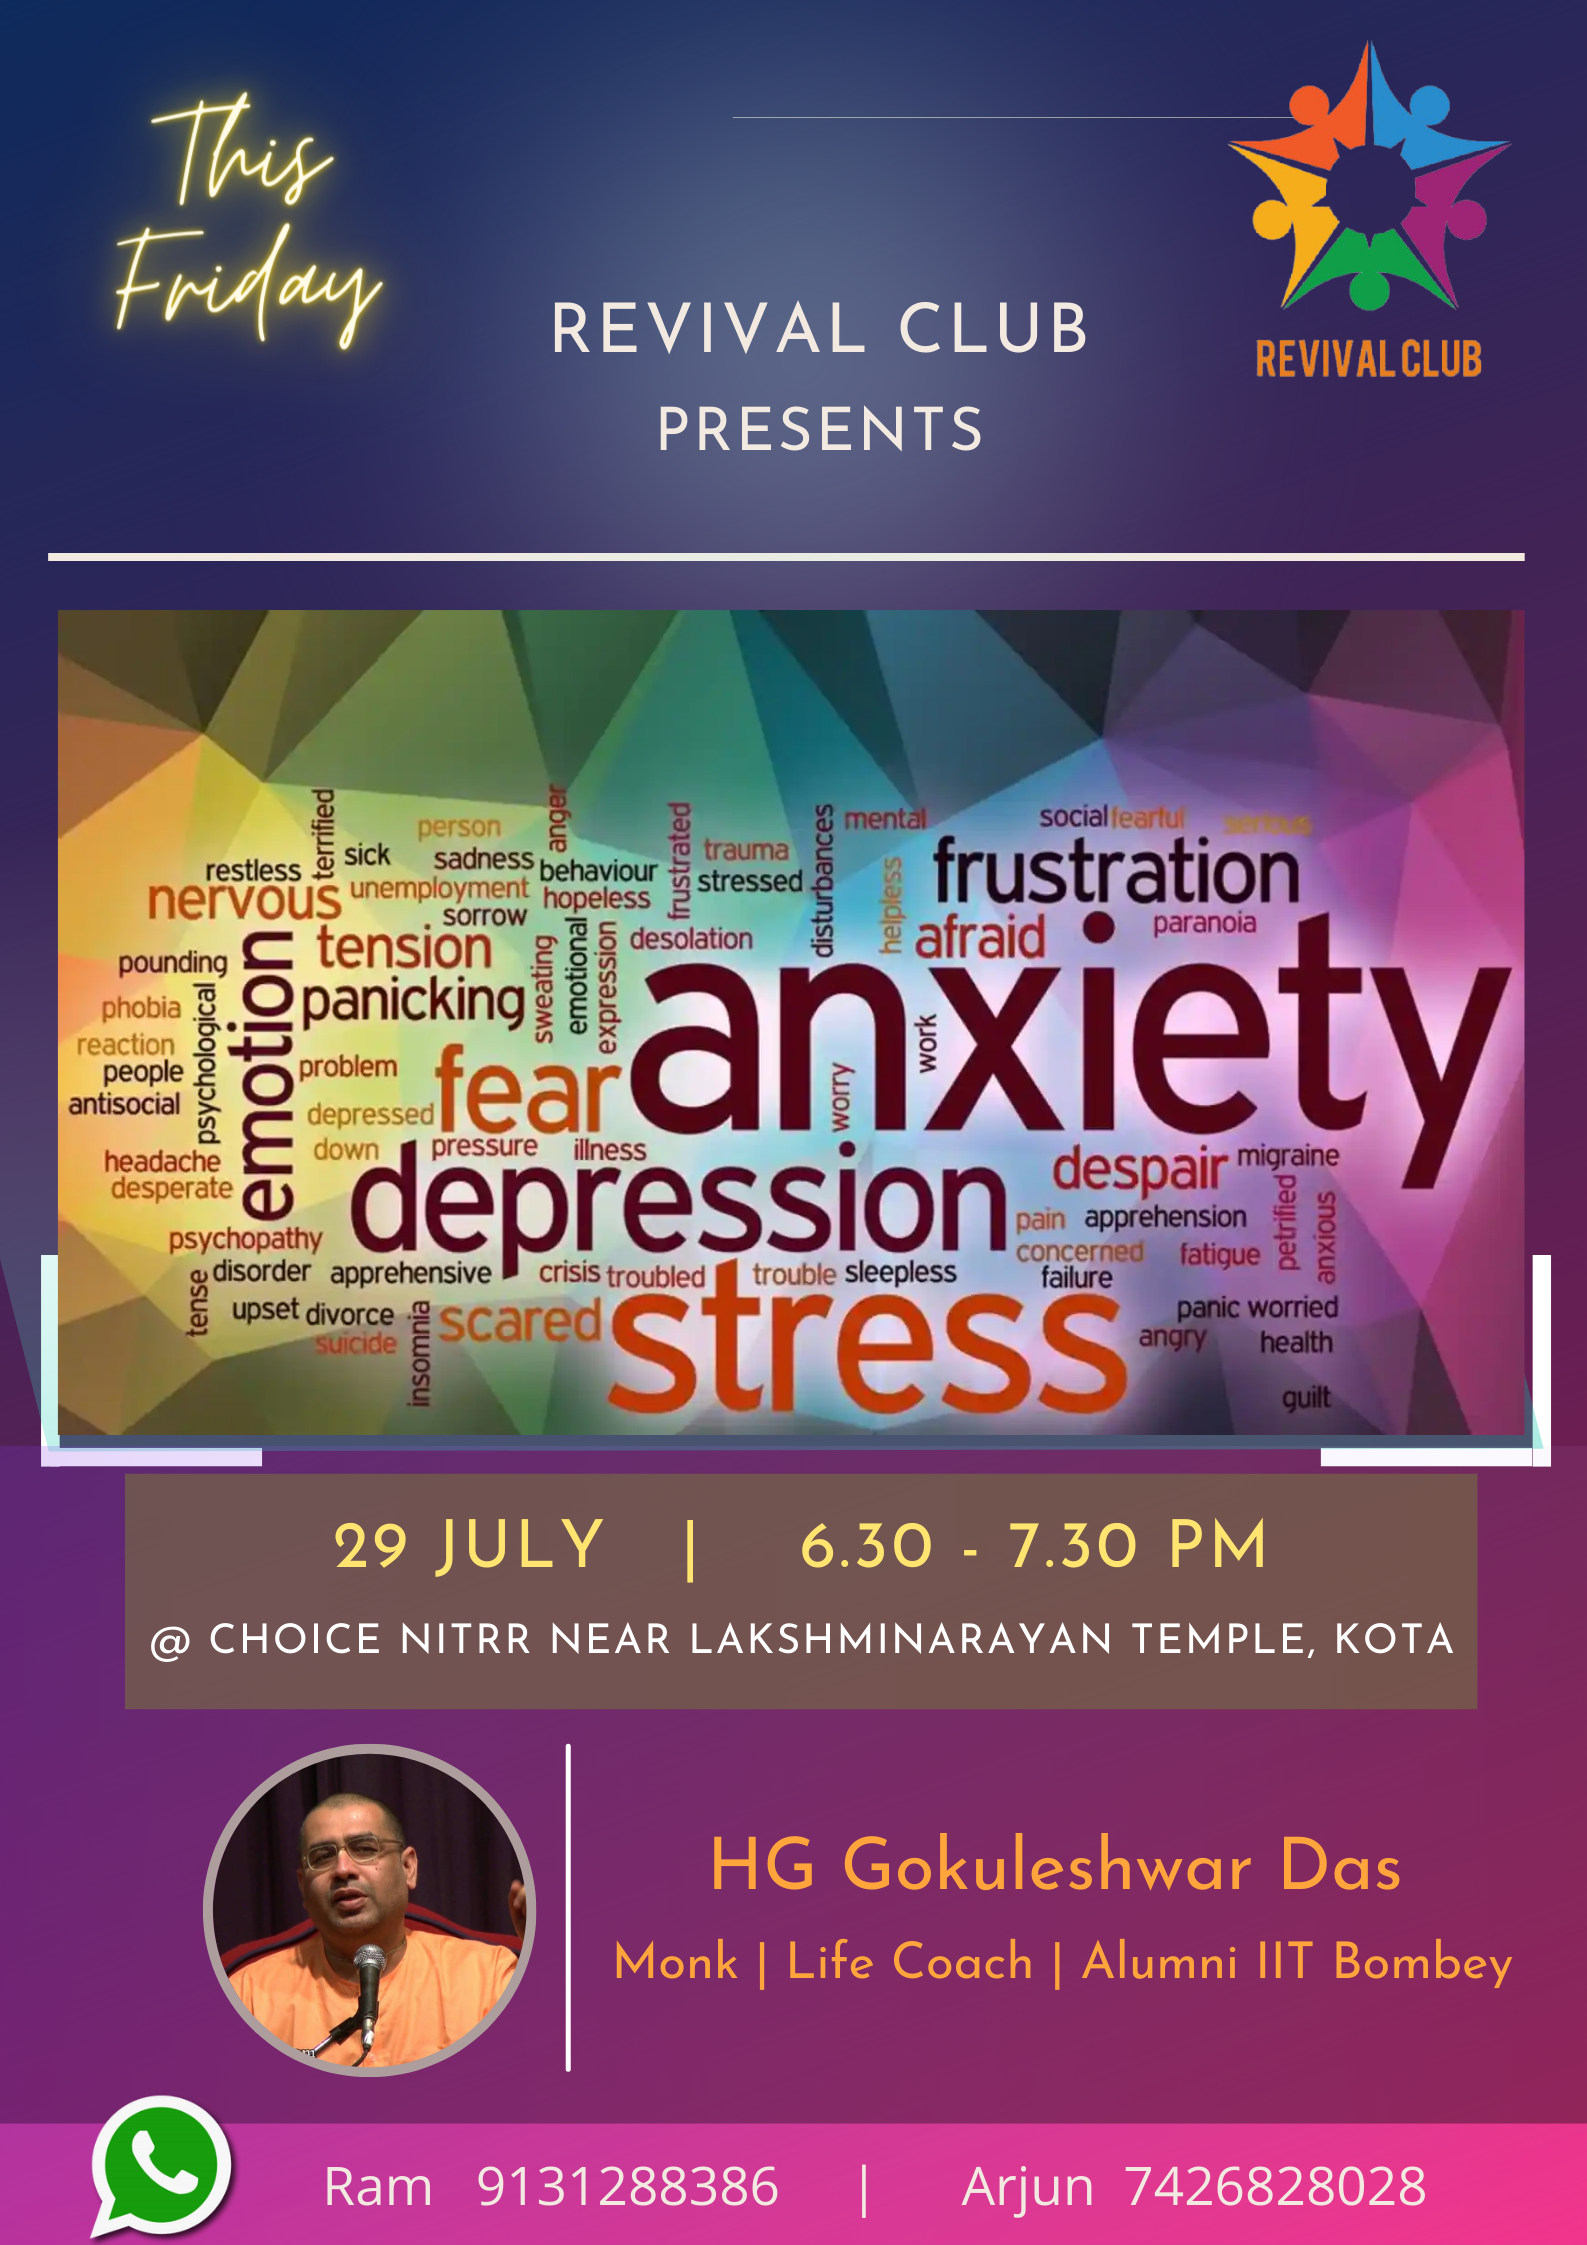 This
Friday
REVIVAL CLUB
REVIVAL CLUB
PRESENTS
terrified
person
anger
frustrated
disturbances
mental
social
fearful
serious
restless
sick
sadness
behaviour
trauma
stressed
helpless
frustration
nervous
unemployment
hopeless
sorrow
tension
emotional
expression
sweating
desolation
afraid
paranoia
pounding
emotion
panicking
anxiety
phobia
psychological
reaction
people
antisocial
problem
fear
work
worry
depressed
down
pressure
illness
headache
desperate
depression
despair
migraine
psychopathy
pain
apprehension
petrified
anxious
concerned
fatigue
tense
disorder
apprehensive
crisis
troubled
trouble
sleepless
failure
upset
divorce
insomnia
scared
stress
panic
worried
suicide
angry
health
guilt
29 JULY | 6.30 - 7.30 PM
@ CHOICE NITRR NEAR LAKSHMINARAYAN TEMPLE, KOTA
HG Gokuleshwar Das
Monk | Life Coach | Alumni IIT Bombey
Ram 9131288386 | Arjun 7426828028